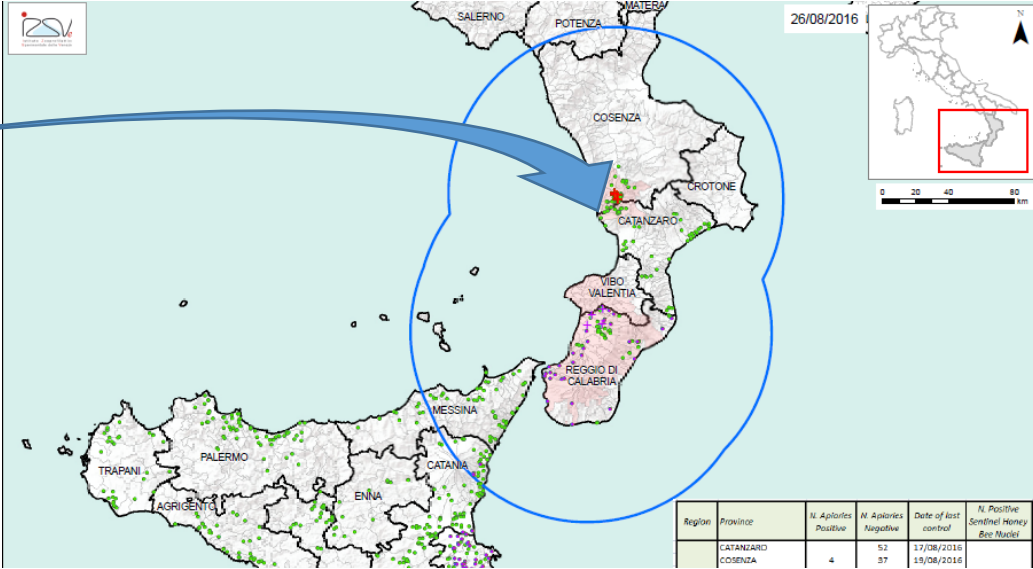 IZSVe
SALERNO
POTENZA
MATERA
26/08/2016
N
COSENZA
CROTONE
0 20 40 80
km
CATANZARO
VIBO
VALENTIA
REGGIO DI
CALABRIA
MESSINA
TRAPANI
PALERMO
CATANIA
ENNA
AGRIGENTO
Region Province N. Apiaries Positive N. Apiaries Negative Date of last control N. Positive Sentinel Honey Bee Nuclei
CATANZARO 52 17/08/2016
COSENZA 4 37 19/08/2016